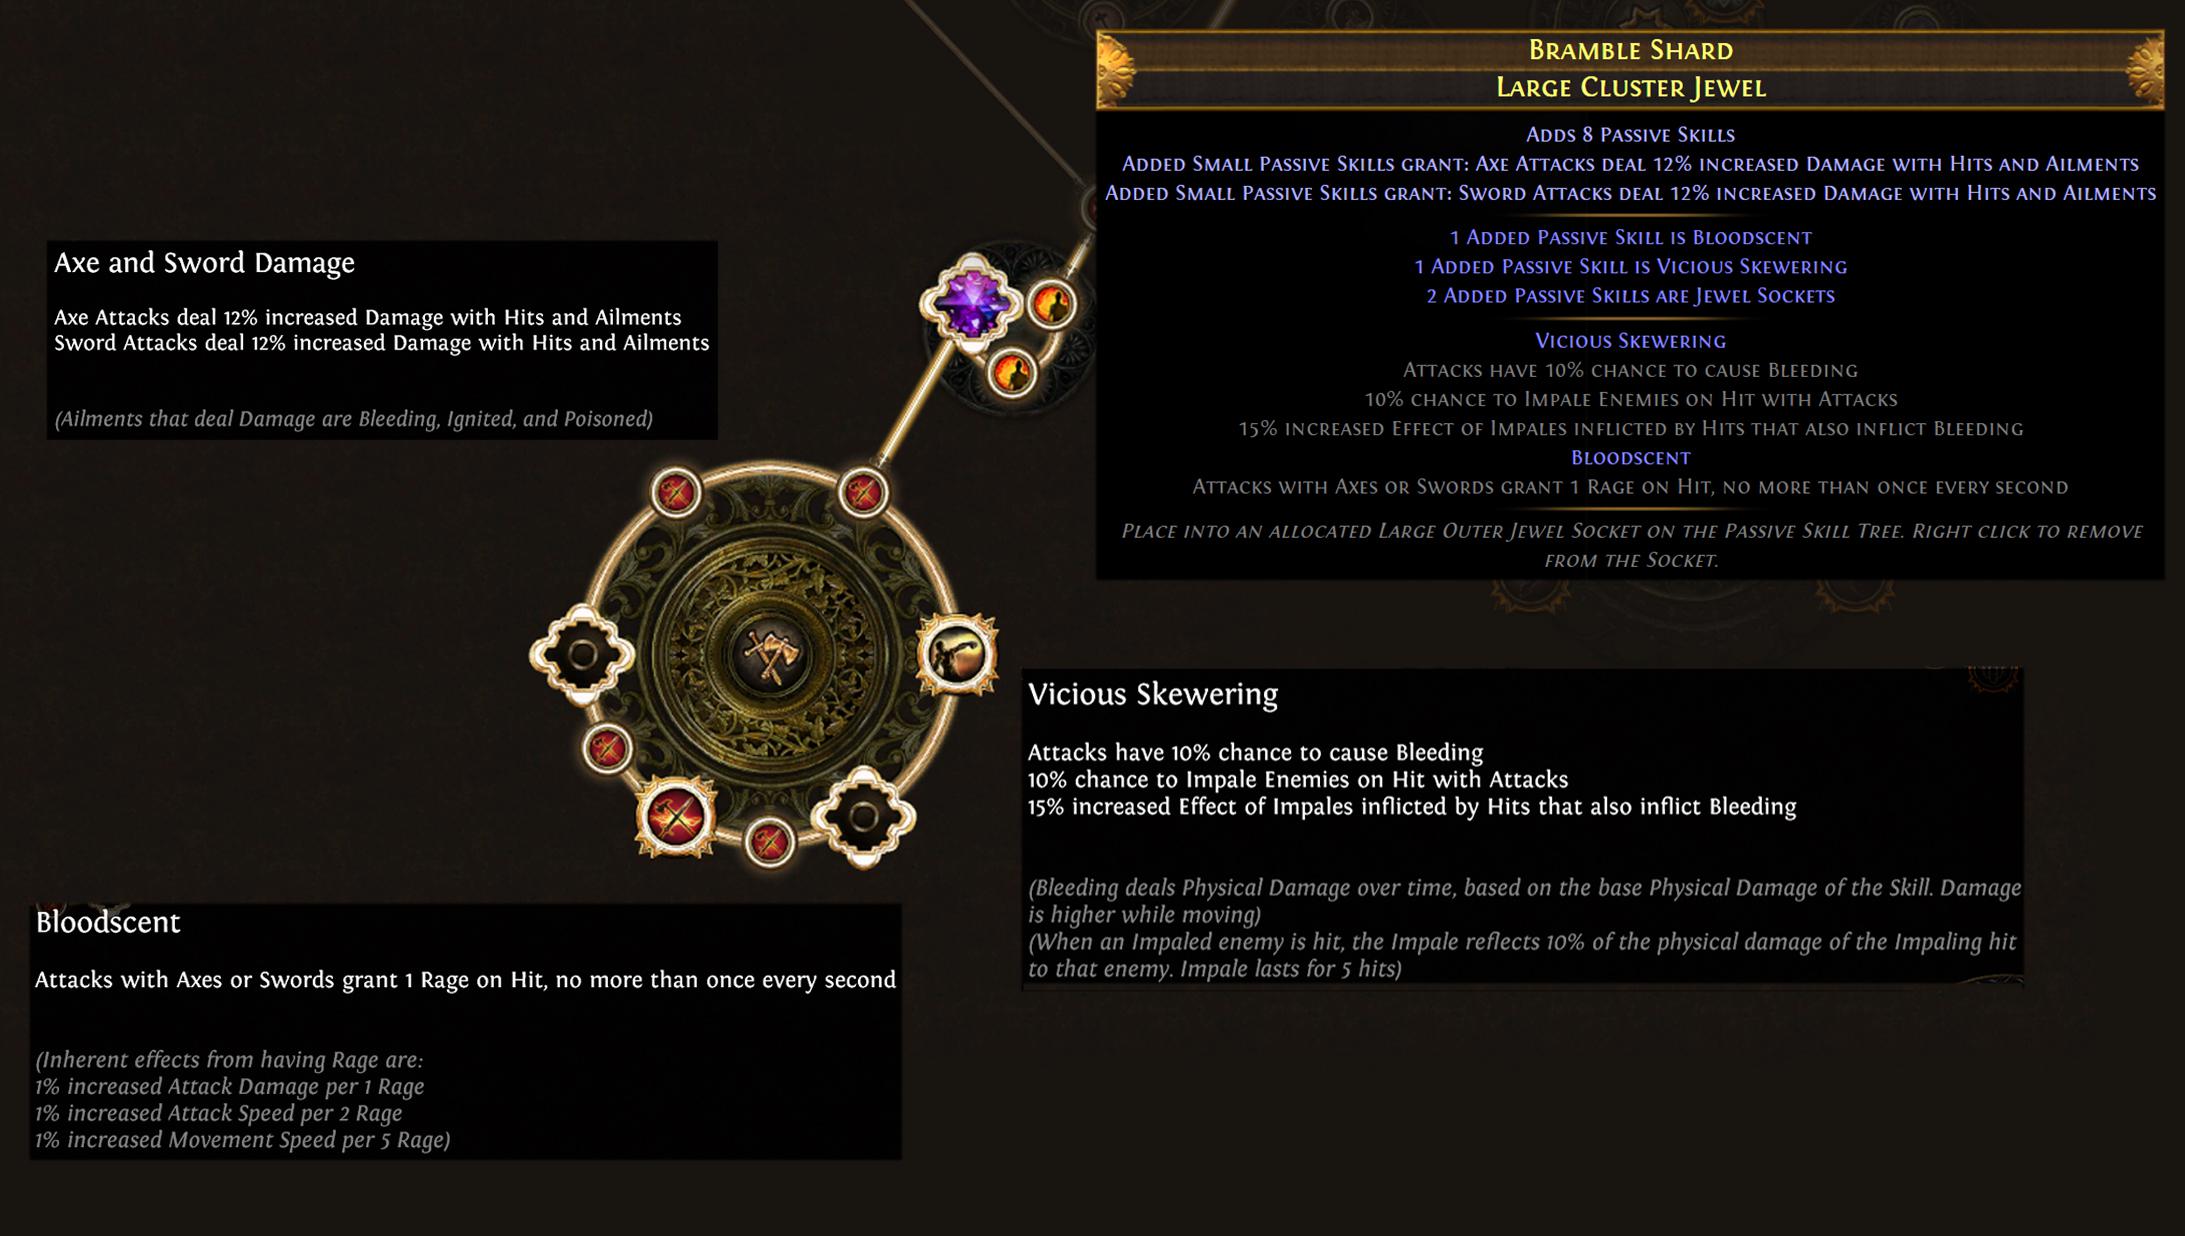 Bramble Shard
Large Cluster Jewel
Adds 8 Passive Skills
Added Small Passive Skills grant: Axe Attacks deal 12% increased Damage with Hits and Ailments
Added Small Passive Skills grant: Sword Attacks deal 12% increased Damage with Hits and Ailments
1 Added Passive Skill is Bloodscent
1 Added Passive Skill is Vicious Skewering
2 Added Passive Skills are Jewel Sockets
Vicious Skewering
Attacks have 10% chance to cause Bleeding
10% chance to Impale Enemies on Hit with Attacks
15% increased Effect of Impales inflicted by Hits that also inflict Bleeding
Bloodscent
Attacks with Axes or Swords grant 1 Rage on Hit, no more than once every second
Place into an allocated Large Outer Jewel Socket on the Passive Skill Tree. Right click to remove
from the Socket.
Axe and Sword Damage
Axe Attacks deal 12% increased Damage with Hits and Ailments
Sword Attacks deal 12% increased Damage with Hits and Ailments
(Ailments that deal Damage are Bleeding, Ignited, and Poisoned)
Vicious Skewering
Attacks have 10% chance to cause Bleeding
10% chance to Impale Enemies on Hit with Attacks
15% increased Effect of Impales inflicted by Hits that also inflict Bleeding
(Bleeding deals Physical Damage over time, based on the base Physical Damage of the Skill. Damage
is higher while moving)
(When an Impaled enemy is hit, the Impale reflects 10% of the physical damage of the Impaling hit
to that enemy. Impale lasts for 5 hits)
Bloodscent
Attacks with Axes or Swords grant 1 Rage on Hit, no more than once every second
(Inherent effects from having Rage are:
1% increased Attack Damage per 1 Rage
1% increased Attack Speed per 2 Rage
1% increased Movement Speed per 5 Rage)